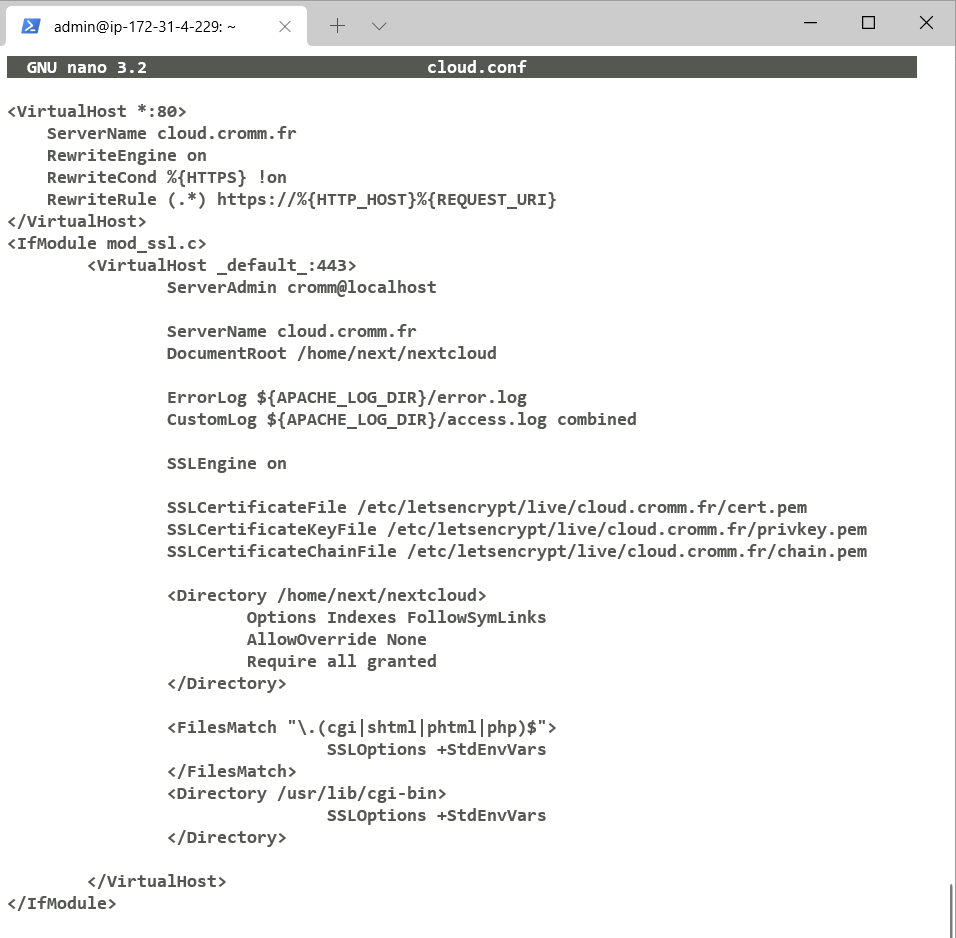 admin@ip-172-31-4-229: ~
GNU nano 3.2 cloud.conf
<VirtualHost *:80>
    ServerName cloud.cromm.fr
    RewriteEngine on
    RewriteCond %{HTTPS} !on
    RewriteRule (.*) https://%{HTTP_HOST}%{REQUEST_URI}
</VirtualHost>
<IfModule mod_ssl.c>
        <VirtualHost _default_:443>
                ServerAdmin cromm@localhost
                ServerName cloud.cromm.fr
                DocumentRoot /home/next/nextcloud
                ErrorLog ${APACHE_LOG_DIR}/error.log
                CustomLog ${APACHE_LOG_DIR}/access.log combined
                SSLEngine on
                SSLCertificateFile /etc/letsencrypt/live/cloud.cromm.fr/cert.pem
                SSLCertificateKeyFile /etc/letsencrypt/live/cloud.cromm.fr/privkey.pem
                SSLCertificateChainFile /etc/letsencrypt/live/cloud.cromm.fr/chain.pem
                <Directory /home/next/nextcloud>
                        Options Indexes FollowSymLinks
                        AllowOverride None
                        Require all granted
                </Directory>
                <FilesMatch "\.(cgi|shtml|phtml|php)$">
                                SSLOptions +StdEnvVars
                </FilesMatch>
                <Directory /usr/lib/cgi-bin>
                                SSLOptions +StdEnvVars
                </Directory>
        </VirtualHost>
</IfModule>